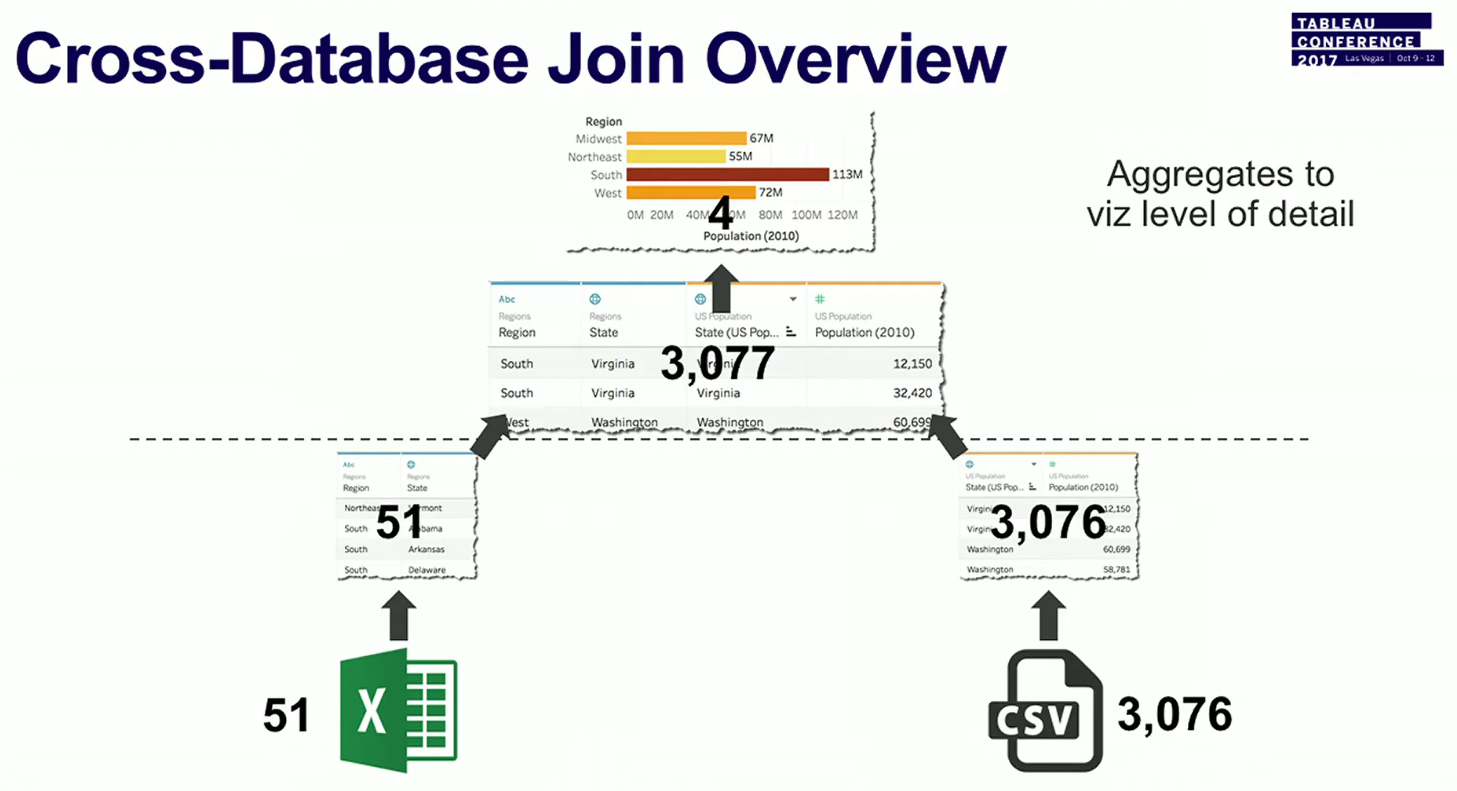 Cross-Database Join Overview
TABLEAU
CONFERENCE
2017 Las Vegas | Oct 9 - 12
Region
Midwest 67M
Northeast 55M
South 113M
West 72M
0M 20M 40M 80M 100M 120M
4
Population (2010)
Aggregates to
viz level of detail
Abc #
Regions Regions US Population US Population
Region State State (US Pop... Population (2010)
South Virginia Virginia 12,150
3,077
South Virginia Virginia 32,420
West Washington Washington 60,699
Abc
Regions Regions
Region State
Northeast Vermont
51
South Alabama
South Arkansas
South Delaware
#
US Population US Population
State (US Pop... Population (2010)
Virginia 12,150
3,076
Virginia 32,420
Washington 60,699
Washington 58,781
51
X
CSV
3,076